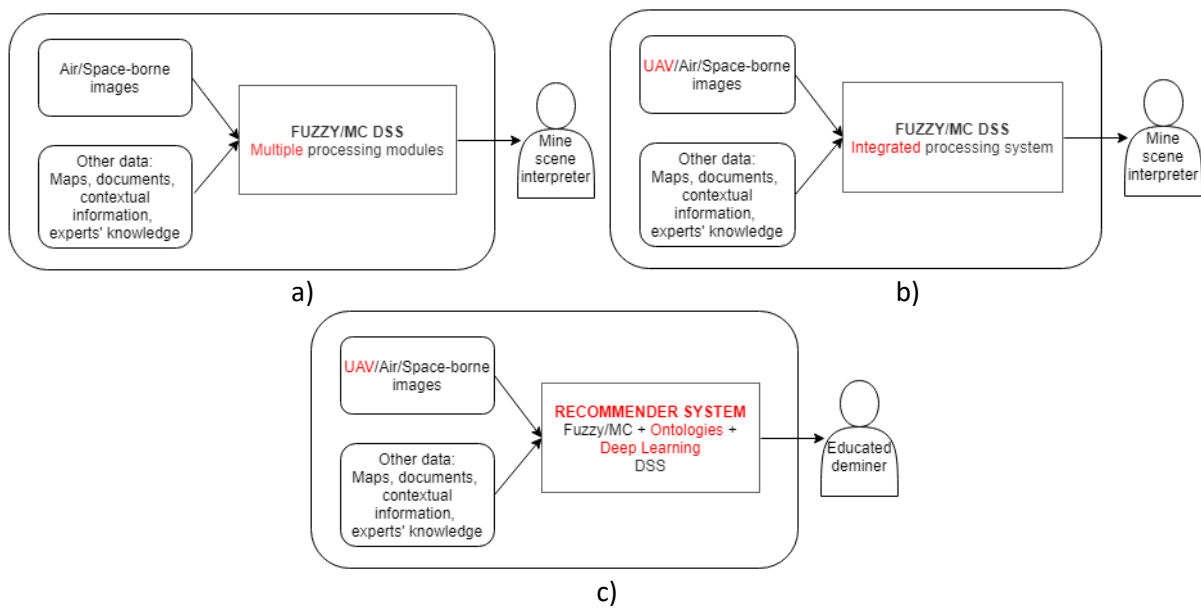 Air/Space-borne
images
Other data:
Maps, documents,
contextual
information,
experts' knowledge
FUZZY/MC DSS
Multiple processing modules
Mine
scene
interpreter
a)
UAV/Air/Space-borne
images
Other data:
Maps, documents,
contextual
information,
experts' knowledge
FUZZY/MC DSS
Integrated processing system
Mine
scene
interpreter
b)
UAV/Air/Space-borne
images
Other data:
Maps, documents,
contextual
information,
experts' knowledge
RECOMMENDER SYSTEM
Fuzzy/MC + Ontologies +
Deep Learning
DSS
Educated
deminer
c)